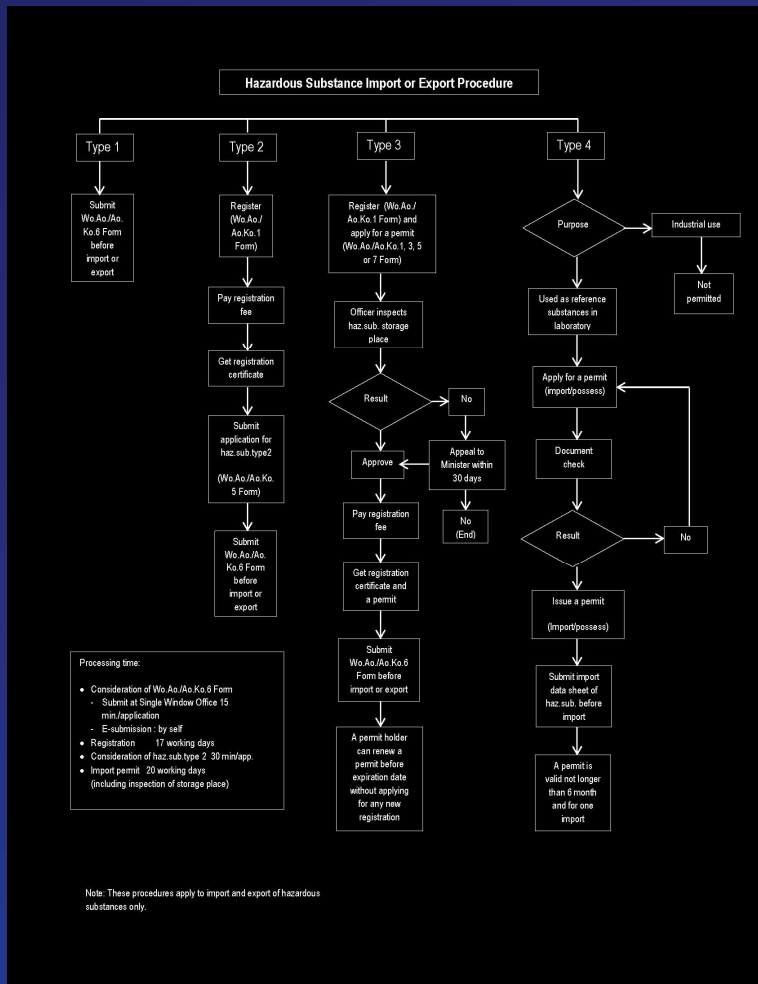 Hazardous Substance Import or Export Procedure
Type 1
Type 2
Type 3
Type 4
Submit
Wo.Ao./Ao.
Ko.6 Form
before
import or
export
Register
(Wo.Ao./
Ao.Ko.1
Form)
Pay registration
fee
Get registration
certificate
Submit
application for
haz.sub.type2
(Wo.Ao./Ao.Ko.
5 Form)
Submit
Wo.Ao./Ao.
Ko.6 Form
before
import or
export
Register (Wo.Ao./
Ao.Ko.1 Form) and
apply for a permit
(Wo.Ao./Ao.Ko.1, 3, 5
or 7 Form)
Officer inspects
haz.sub. storage
place
Result
No
Appeal to
Minister within
30 days
No
(End)
Approve
Pay registration
fee
Get registration
certificate and
a permit
Submit
Wo.Ao./Ao.Ko.6
Form before
import or export
A permit holder
can renew a
permit before
expiration date
without applying
for any new
registration
Purpose
Industrial use
Not
permitted
Used as reference
substances in
laboratory
Apply for a permit
(import/possess)
Document
check
Result
No
Issue a permit
(Import/possess)
Submit import
data sheet of
haz.sub. before
import
A permit is
valid not longer
than 6 month
and for one
import
Processing time:
● Consideration of Wo.Ao./Ao.Ko.6 Form
- Submit at Single Window Office 15
min./application
- E-submission : by self
● Registration 17 working days
● Consideration of haz.sub.type 2 30 min/app.
● Import permit 20 working days
(including inspection of storage place)
Note: These procedures apply to import and export of hazardous
substances only.